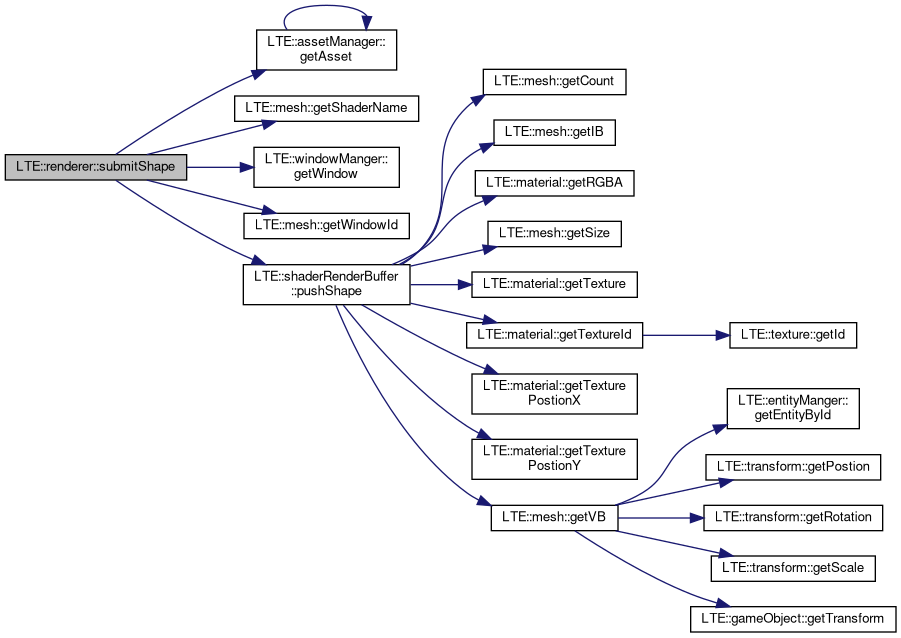 LTE::renderer::submitShape
LTE::assetManager::
getAsset
LTE::mesh::getShaderName
LTE::windowManger::
getWindow
LTE::mesh::getWindowId
LTE::shaderRenderBuffer
::pushShape
LTE::mesh::getCount
LTE::mesh::getIB
LTE::material::getRGBA
LTE::mesh::getSize
LTE::material::getTexture
LTE::material::getTextureId
LTE::material::getTexture
PostionX
LTE::material::getTexture
PostionY
LTE::mesh::getVB
LTE::texture::getId
LTE::entityManger::
getEntityById
LTE::transform::getPostion
LTE::transform::getRotation
LTE::transform::getScale
LTE::gameObject::getTransform